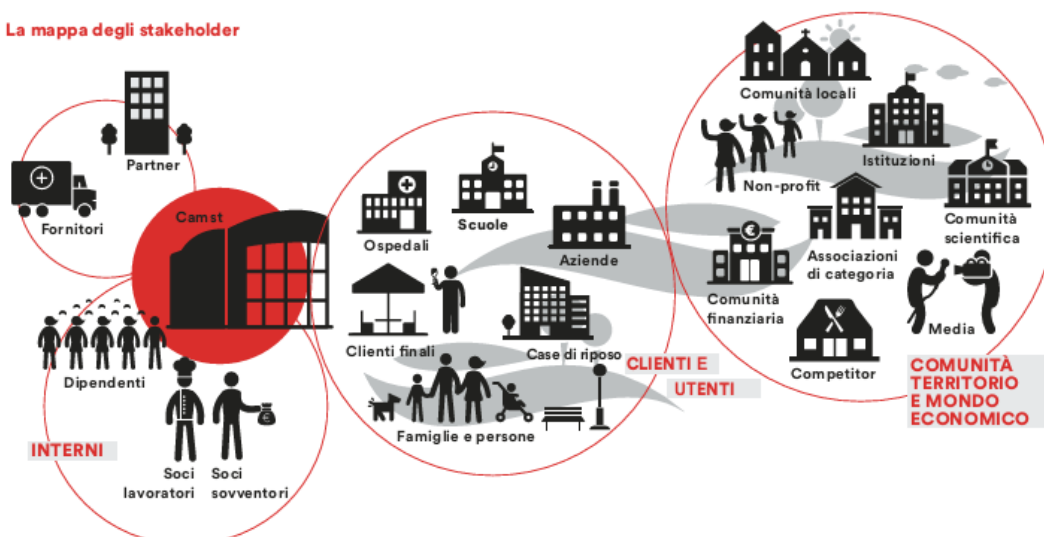 La mappa degli stakeholder
Partner
Fornitori
Camst
Dipendenti
INTERNI
Soci
lavoratori
Soci
sovventori
Ospedali
Scuole
Aziende
Clienti finali
Case di riposo
Famiglie e persone
CLIENTI E
UTENTI
Comunità locali
Istituzioni
Non-profit
Comunità
scientifica
Associazioni
di categoria
Comunità
finanziaria
Media
Competitor
COMUNITÀ
TERRITORIO
E MONDO
ECONOMICO